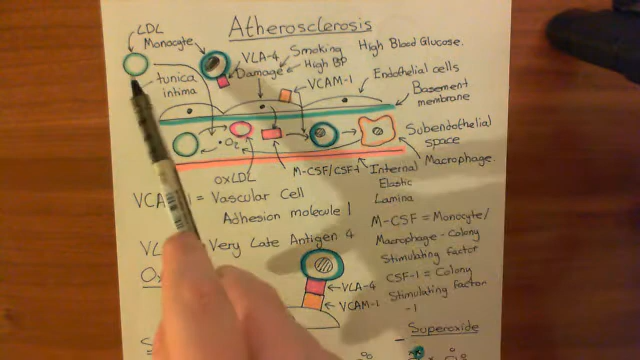 Atherosclerosis
LDL
Monocyte
VLA-4
Smoking
High Blood Glucose.
Damage
High BP
VCAM-1
Endothelial cells
tunica
intima
Basement
membrane
·O₂⁻
Subendothelial
space
Macrophage.
oxLDL
M-CSF/CSF-1
Internal
Elastic
Lamina
VCAM-1 = Vascular Cell
Adhesion molecule 1
M-CSF = Monocyte/
Macrophage-Colony
Stimulating factor
Very Late Antigen 4
CSF-1 = Colony
Stimulating factor
-1
VLA-4
VCAM-1
Superoxide